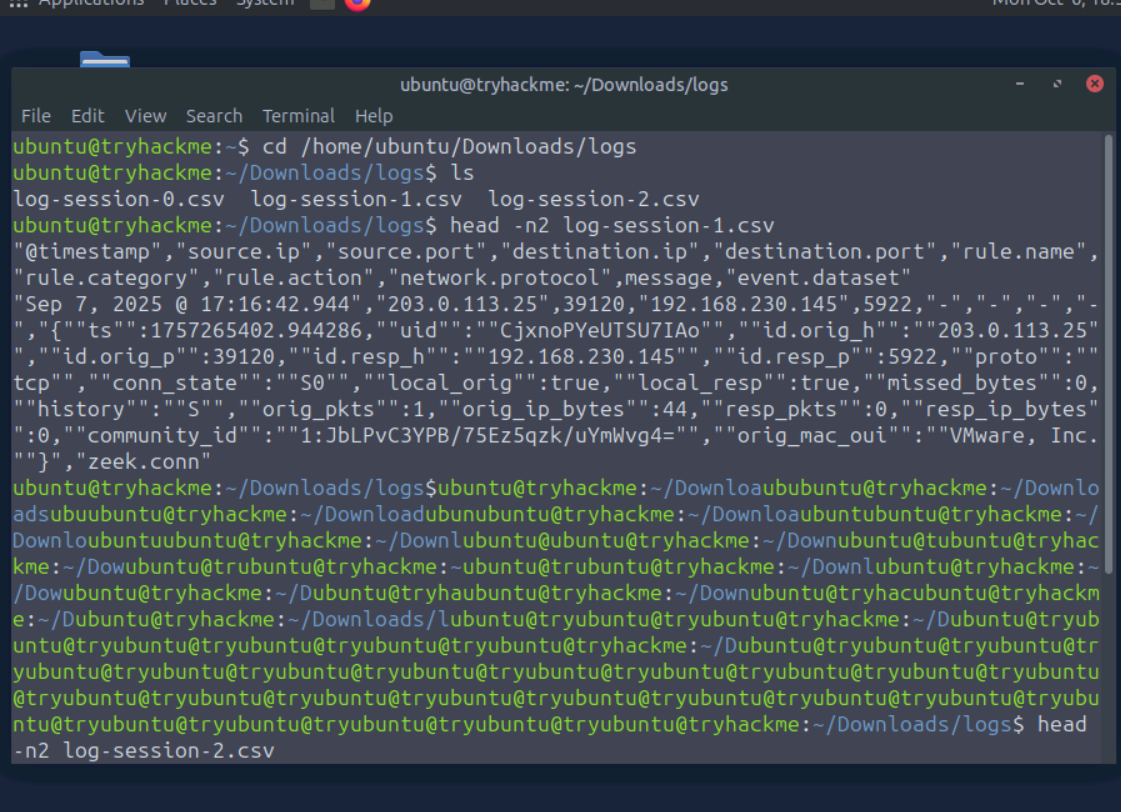 Applications Places System
ubuntu@tryhackme: ~/Downloads/logs
File Edit View Search Terminal Help
ubuntu@tryhackme:~$ cd /home/ubuntu/Downloads/logs
ubuntu@tryhackme:~/Downloads/logs$ ls
log-session-0.csv  log-session-1.csv  log-session-2.csv
ubuntu@tryhackme:~/Downloads/logs$ head -n2 log-session-1.csv
"@timestamp","source.ip","source.port","destination.ip","destination.port","rule.name",
"rule.category","rule.action","network.protocol",message,"event.dataset"
"Sep 7, 2025 @ 17:16:42.944","203.0.113.25",39120,"192.168.230.145",5922,"-","-","-","-
","{""ts"":1757265402.944286,""uid"":""CjxnoPYeUTSU7IAo"",""id.orig_h"":""203.0.113.25"
",""id.orig_p"":39120,""id.resp_h"":""192.168.230.145"",""id.resp_p"":5922,""proto"":""
tcp"",""conn_state"":""S0"",""local_orig"":true,""local_resp"":true,""missed_bytes"":0,
""history"":""S"",""orig_pkts"":1,""orig_ip_bytes"":44,""resp_pkts"":0,""resp_ip_bytes"
":0,""community_id"":""1:JbLPvC3YPB/75Ez5qzk/uYmWvg4="",""orig_mac_oui"":""VMware, Inc.
""}","zeek.conn"
ubuntu@tryhackme:~/Downloads/logs$ubuntu@tryhackme:~/Downloaububuntu@tryhackme:~/Downlo
adsubuubuntu@tryhackme:~/Downloadubunubuntu@tryhackme:~/Downloaubuntubuntu@tryhackme:~/
Downloubuntuubuntu@tryhackme:~/Downlubuntu@ubuntu@tryhackme:~/Downubuntu@tubuntu@tryhac
kme:~/Dowubuntu@trubuntu@tryhackme:~ubuntu@trubuntu@tryhackme:~/Downlubuntu@tryhackme:~
/Dowubuntu@tryhackme:~/Dubuntu@tryhaubuntu@tryhackme:~/Downubuntu@tryhacubuntu@tryhackm
e:~/Dubuntu@tryhackme:~/Downloads/lubuntu@tryubuntu@tryubuntu@tryhackme:~/Dubuntu@tryub
untu@tryubuntu@tryubuntu@tryubuntu@tryubuntu@tryhackme:~/Dubuntu@tryubuntu@tryubuntu@tr
yubuntu@tryubuntu@tryubuntu@tryubuntu@tryubuntu@tryubuntu@tryubuntu@tryubuntu@tryubuntu
@tryubuntu@tryubuntu@tryubuntu@tryubuntu@tryubuntu@tryubuntu@tryubuntu@tryubuntu@tryubu
ntu@tryubuntu@tryubuntu@tryubuntu@tryubuntu@tryubuntu@tryhackme:~/Downloads/logs$ head
-n2 log-session-2.csv